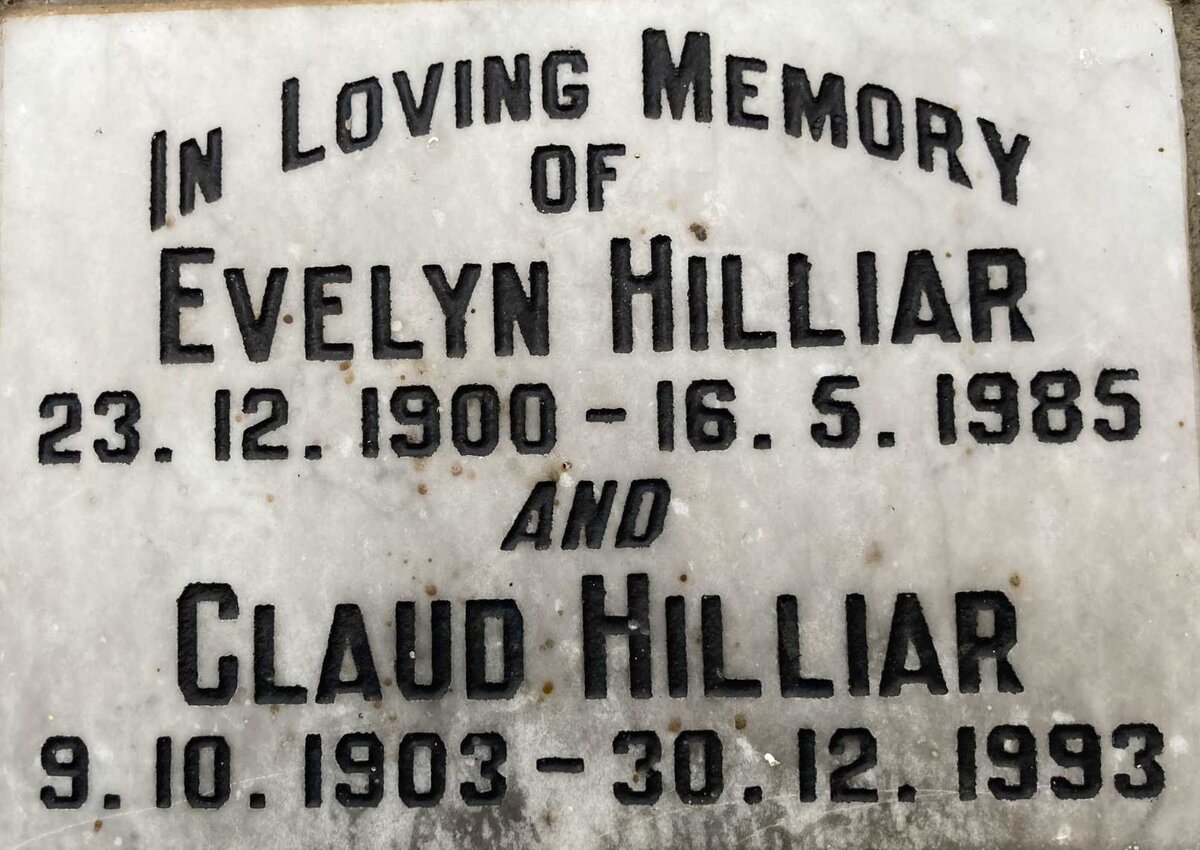 IN LOVING MEMORY
OF
EVELYN HILLIAR
23. 12. 1900 - 16. 5. 1985
AND
CLAUD HILLIAR
9. 10. 1903 - 30. 12. 1993